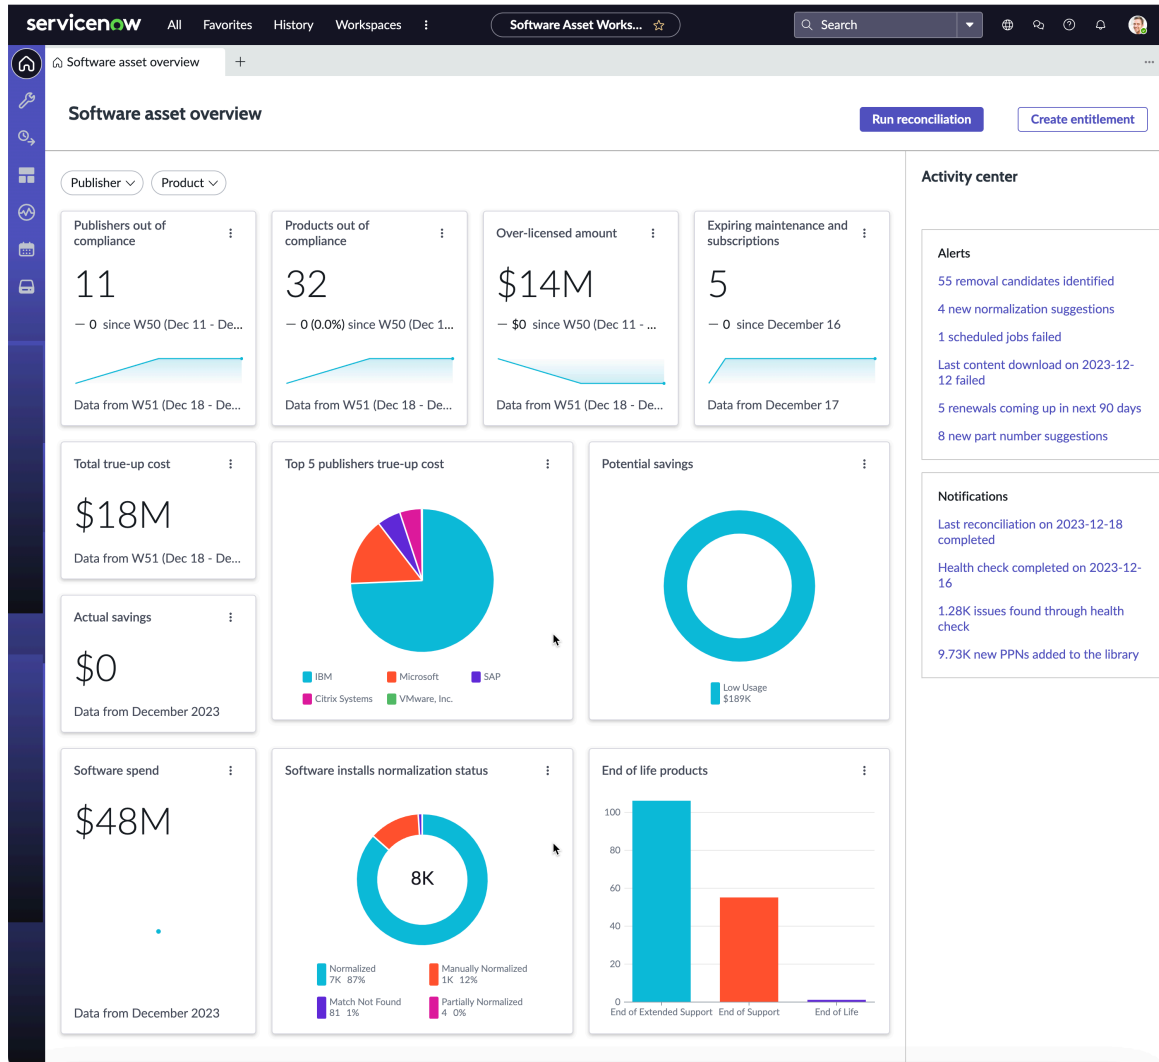 servicenow
All
Favorites
History
Workspaces
Software Asset Works...
Search
Software asset overview
Software asset overview
Run reconciliation
Create entitlement
Publisher
Product
Publishers out of
compliance
11
— 0 since W50 (Dec 11 - De...
Data from W51 (Dec 18 - De...
Products out of
compliance
32
— 0 (0.0%) since W50 (Dec 1...
Data from W51 (Dec 18 - De...
Over-licensed amount
$14M
— $0 since W50 (Dec 11 - ...
Data from W51 (Dec 18 - De...
Expiring maintenance and
subscriptions
5
— 0 since December 16
Data from December 17
Total true-up cost
$18M
Data from W51 (Dec 18 - De...
Actual savings
$0
Data from December 2023
Top 5 publishers true-up cost
IBM
Microsoft
SAP
Citrix Systems
VMware, Inc.
Potential savings
Low Usage
$189K
Software spend
$48M
Data from December 2023
Software installs normalization status
8K
Normalized
7K 87%
Manually Normalized
1K 12%
Match Not Found
81 1%
Partially Normalized
4 0%
End of life products
100
80
60
40
20
0
End of Extended Support
End of Support
End of Life
Activity center
Alerts
55 removal candidates identified
4 new normalization suggestions
1 scheduled jobs failed
Last content download on 2023-12-
12 failed
5 renewals coming up in next 90 days
8 new part number suggestions
Notifications
Last reconciliation on 2023-12-18
completed
Health check completed on 2023-12-
16
1.28K issues found through health
check
9.73K new PPNs added to the library